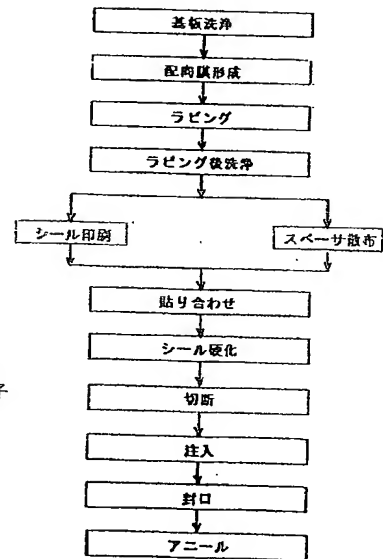 基板洗浄
配向膜形成
ラビング
ラビング後洗浄
シール印刷
スペーサ散布
貼り合わせ
シール硬化
子
切断
注入
封口
アニール